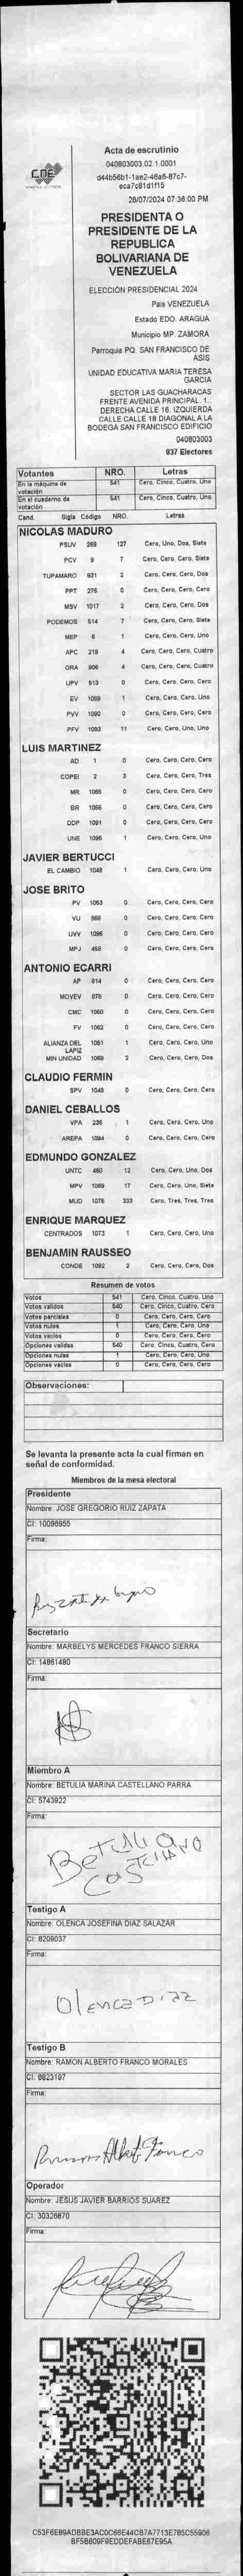 CNE
Acta de escrutinio
040803003.02.1.0001
d44b56b1-1ae2-46a6-87c7-
eca7c81d1f15
28/07/2024 07:36:00 PM
PRESIDENTA O
PRESIDENTE DE LA
REPUBLICA
BOLIVARIANA DE
VENEZUELA
ELECCIÓN PRESIDENCIAL 2024
País VENEZUELA
Estado EDO. ARAGUA
Municipio MP. ZAMORA
Parroquia PQ. SAN FRANCISCO DE
ASIS
UNIDAD EDUCATIVA MARIA TERESA
GARCIA
SECTOR LAS GUACHARACAS
FRENTE AVENIDA PRINCIPAL. 1...
DERECHA CALLE 16. IZQUIERDA
CALLE CALLE 18 DIAGONAL A LA
BODEGA SAN FRANCISCO EDIFICIO
040803003
937 Electores
Votantes NRO. Letras
En la máquina de votación 541 Cero, Cinco, Cuatro, Uno
En el cuaderno de votación 541 Cero, Cinco, Cuatro, Uno
Cand. Sigla Código NRO. Letras
NICOLAS MADURO
PSUV 269 127 Cero, Uno, Dos, Siete
PCV 9 7 Cero, Cero, Cero, Siete
TUPAMARO 931 2 Cero, Cero, Cero, Dos
PPT 276 0 Cero, Cero, Cero, Cero
MSV 1017 2 Cero, Cero, Cero, Dos
PODEMOS 514 7 Cero, Cero, Cero, Siete
MEP 6 1 Cero, Cero, Cero, Uno
APC 219 4 Cero, Cero, Cero, Cuatro
ORA 906 4 Cero, Cero, Cero, Cuatro
UPV 513 0 Cero, Cero, Cero, Cero
EV 1089 1 Cero, Cero, Cero, Uno
PVV 1090 0 Cero, Cero, Cero, Cero
PFV 1093 11 Cero, Cero, Uno, Uno
LUIS MARTINEZ
AD 1 0 Cero, Cero, Cero, Cero
COPEI 2 3 Cero, Cero, Cero, Tres
MR 1065 0 Cero, Cero, Cero, Cero
BR 1066 0 Cero, Cero, Cero, Cero
DDP 1091 0 Cero, Cero, Cero, Cero
UNE 1095 1 Cero, Cero, Cero, Uno
JAVIER BERTUCCI
EL CAMBIO 1048 1 Cero, Cero, Cero, Uno
JOSE BRITO
PV 1053 0 Cero, Cero, Cero, Cero
VU 968 0 Cero, Cero, Cero, Cero
UVV 1096 0 Cero, Cero, Cero, Cero
MPJ 458 0 Cero, Cero, Cero, Cero
ANTONIO ECARRI
AP 914 0 Cero, Cero, Cero, Cero
MOVEV 876 0 Cero, Cero, Cero, Cero
CMC 1050 0 Cero, Cero, Cero, Cero
FV 1062 0 Cero, Cero, Cero, Cero
ALIANZA DEL LAPIZ 1051 1 Cero, Cero, Cero, Uno
MIN UNIDAD 1069 2 Cero, Cero, Cero, Dos
CLAUDIO FERMIN
SPV 1049 0 Cero, Cero, Cero, Cero
DANIEL CEBALLOS
VPA 236 1 Cero, Cero, Cero, Uno
AREPA 1094 0 Cero, Cero, Cero, Cero
EDMUNDO GONZALEZ
UNTC 460 12 Cero, Cero, Uno, Dos
MPV 1069 17 Cero, Cero, Uno, Siete
MUD 1076 333 Cero, Tres, Tres, Tres
ENRIQUE MARQUEZ
CENTRADOS 1073 1 Cero, Cero, Cero, Uno
BENJAMIN RAUSSEO
CONDE 1092 2 Cero, Cero, Cero, Dos
Resumen de votos
Votos 541 Cero, Cinco, Cuatro, Uno
Votos validos 540 Cero, Cinco, Cuatro, Cero
Votos parciales 0 Cero, Cero, Cero, Cero
Votos nulos 1 Cero, Cero, Cero, Uno
Votos vacíos 0 Cero, Cero, Cero, Cero
Opciones validas 540 Cero, Cinco, Cuatro, Cero
Opciones nulas 1 Cero, Cero, Cero, Uno
Opciones vacías 0 Cero, Cero, Cero, Cero
Observaciones:
Se levanta la presente acta la cual firman en
señal de conformidad.
Miembros de la mesa electoral
Presidente
Nombre: JOSE GREGORIO RUIZ ZAPATA
CI: 10096955
Firma:
Secretario
Nombre: MARBELYS MERCEDES FRANCO SIERRA
CI: 14861480
Firma:
Miembro A
Nombre: BETULIA MARINA CASTELLANO PARRA
CI: 5743922
Firma:
Betulia
Castellano
Testigo A
Nombre: OLENCA JOSEFINA DIAZ SALAZAR
CI: 8209037
Firma:
Olenca Diaz
Testigo B
Nombre: RAMON ALBERTO FRANCO MORALES
CI: 8823197
Firma:
Ramon Albert Franco
Operador
Nombre: JESUS JAVIER BARRIOS SUAREZ
CI: 30326870
Firma:
C53F6E89ADBBE3AC0C66E44CB7A7713E785C55906
BF5B609F9EDDEFABE67E95A